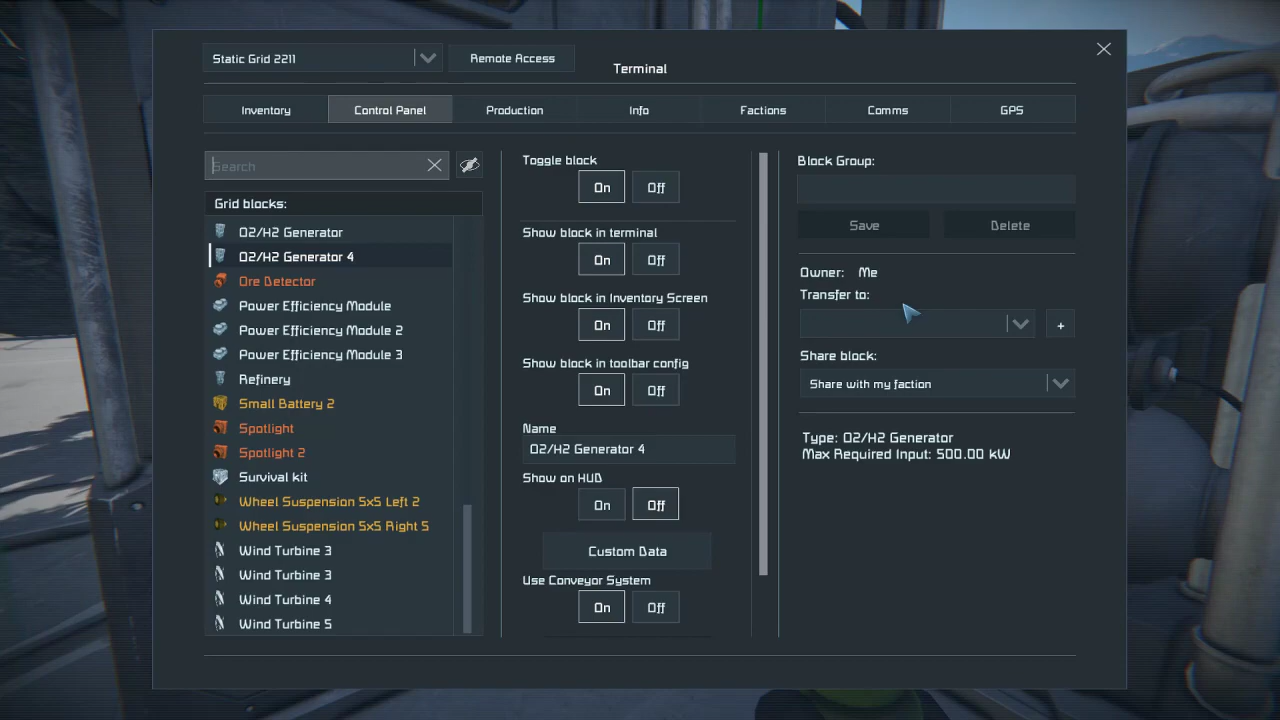 Static Grid 2211
Remote Access
Terminal
Inventory
Control Panel
Production
Info
Factions
Comms
GPS
Search
Grid blocks:
O2/H2 Generator
O2/H2 Generator 4
Ore Detector
Power Efficiency Module
Power Efficiency Module 2
Power Efficiency Module 3
Refinery
Small Battery 2
Spotlight
Spotlight 2
Survival kit
Wheel Suspension 5x5 Left 2
Wheel Suspension 5x5 Right 5
Wind Turbine 3
Wind Turbine 3
Wind Turbine 4
Wind Turbine 5
Toggle block
On Off
Show block in terminal
On Off
Show block in Inventory Screen
On Off
Show block in toolbar config
On Off
Name
O2/H2 Generator 4
Show on HUD
On Off
Custom Data
Use Conveyor System
On Off
Block Group:
Save Delete
Owner: Me
Transfer to:
+
Share block:
Share with my faction
Type: O2/H2 Generator
Max Required Input: 500.00 kW